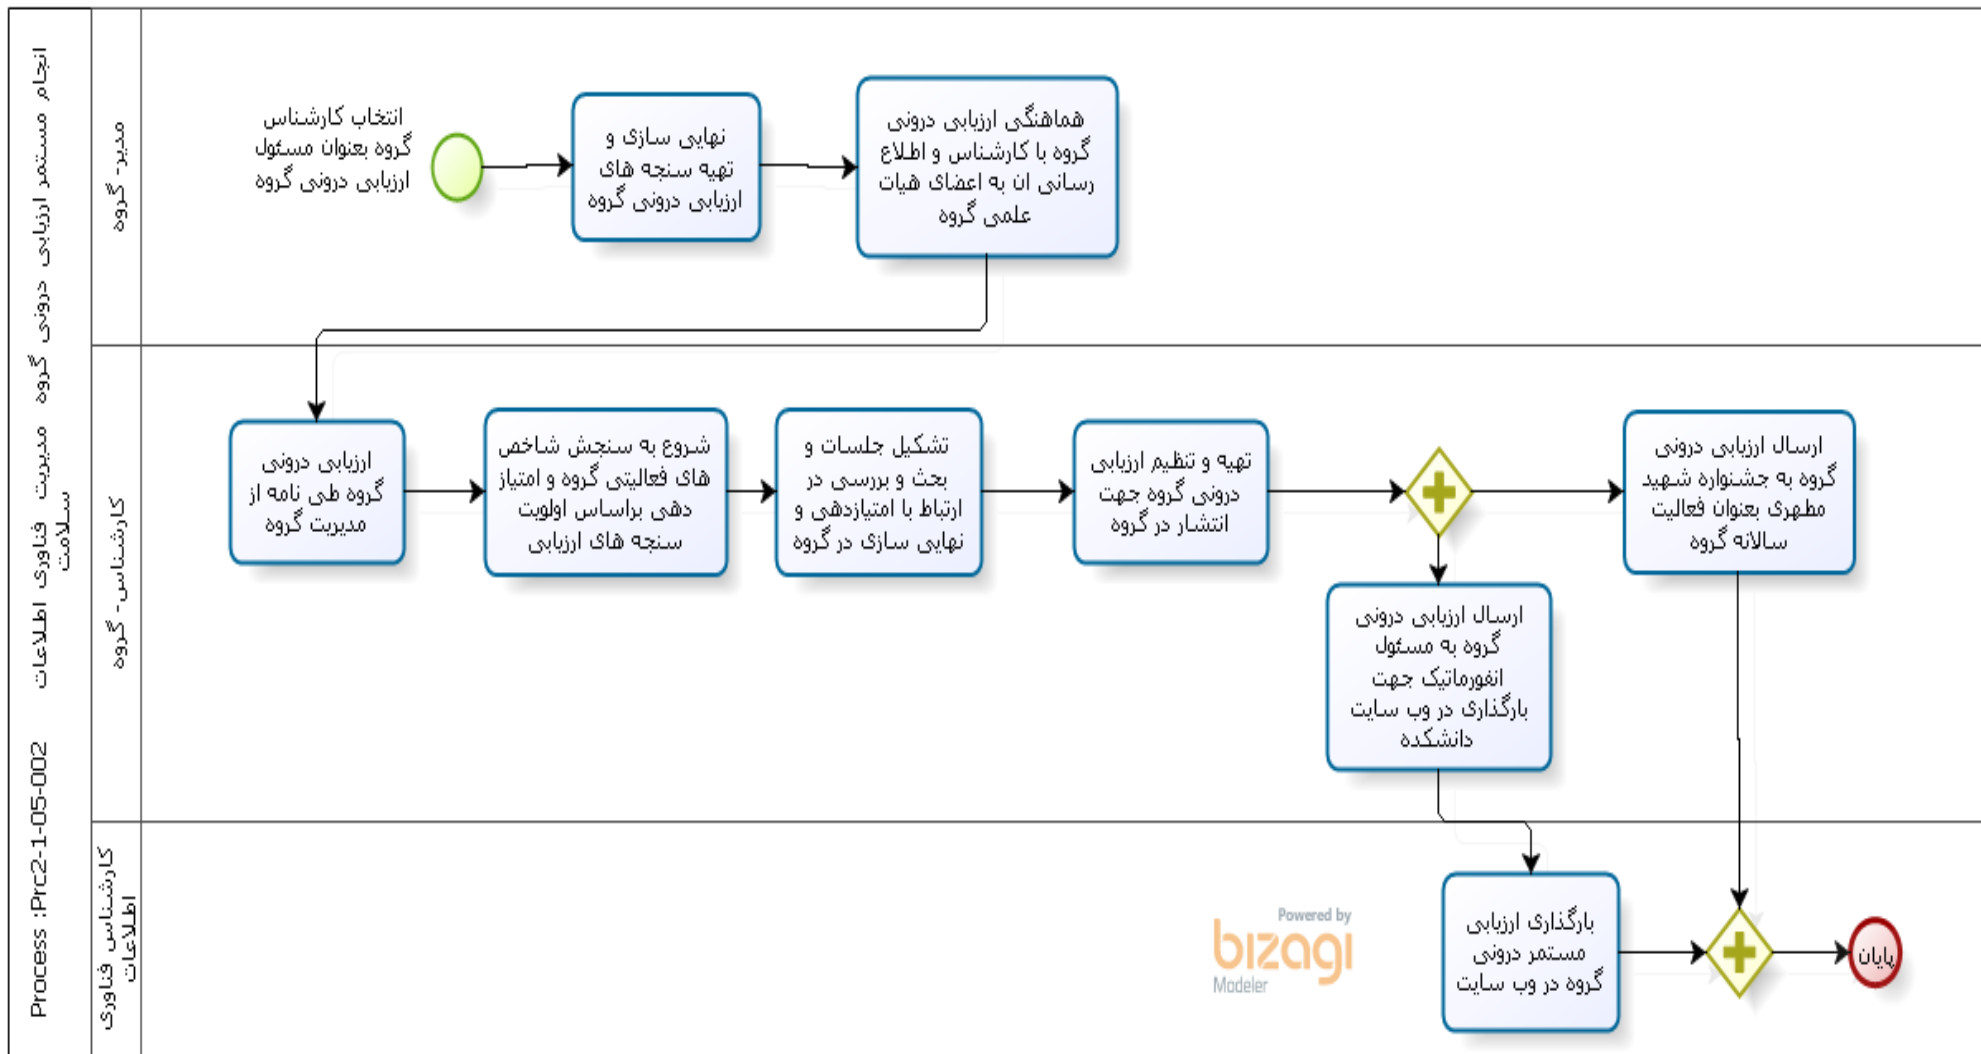 انجام مستمر ارزیابی درونی گروه مدیریت فناوری اطلاعات
سلامت
Process :Prc2-1-05-002
مدیر- گروه
انتخاب کارشناس
گروه بعنوان مسئول
ارزیابی درونی گروه
نهایی سازی و
تهیه سنجه های
ارزیابی درونی گروه
هماهنگی ارزیابی درونی
گروه با کارشناس و اطلاع
رسانی ان به اعضای هیات
علمی گروه
کارشناس- گروه
ارزیابی درونی
گروه طی نامه از
مدیریت گروه
شروع به سنجش شاخص
های فعالیتی گروه و امتیاز
دهی براساس اولویت
سنجه های ارزیابی
تشکیل جلسات و
بحث و بررسی در
ارتباط با امتیازدهی و
نهایی سازی در گروه
تهیه و تنظیم ارزیابی
درونی گروه جهت
انتشار در گروه
ارسال ارزیابی درونی
گروه به جشنواره شهید
مطهری بعنوان فعالیت
سالانه گروه
ارسال ارزیابی درونی
گروه به مسئول
انفورماتیک جهت
بارگذاری در وب سایت
دانشکده
کارشناس فناوری
اطلاعات
بارگذاری ارزیابی
مستمر درونی
گروه در وب سایت
پایان
Powered by
bizagi
Modeler